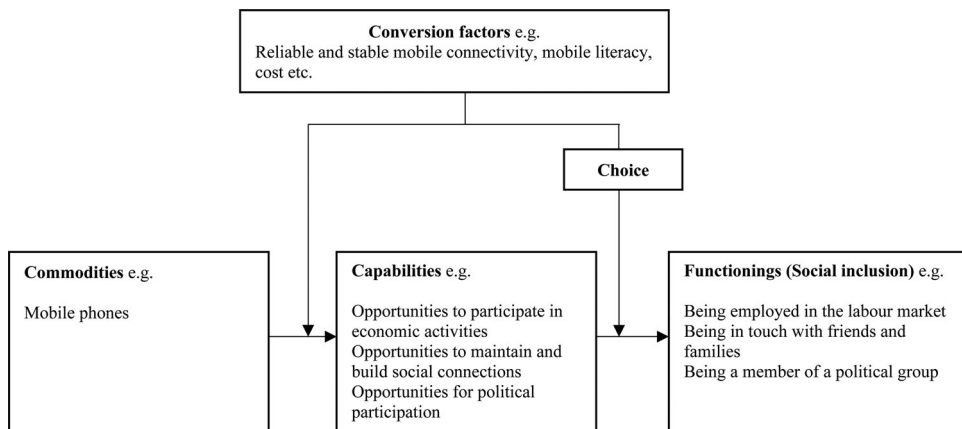 Conversion factors e.g.
Reliable and stable mobile connectivity, mobile literacy,
cost etc.
Choice
Commodities e.g.
Mobile phones
Capabilities e.g.
Opportunities to participate in
economic activities
Opportunities to maintain and
build social connections
Opportunities for political
participation
Functionings (Social inclusion) e.g.
Being employed in the labour market
Being in touch with friends and
families
Being a member of a political group